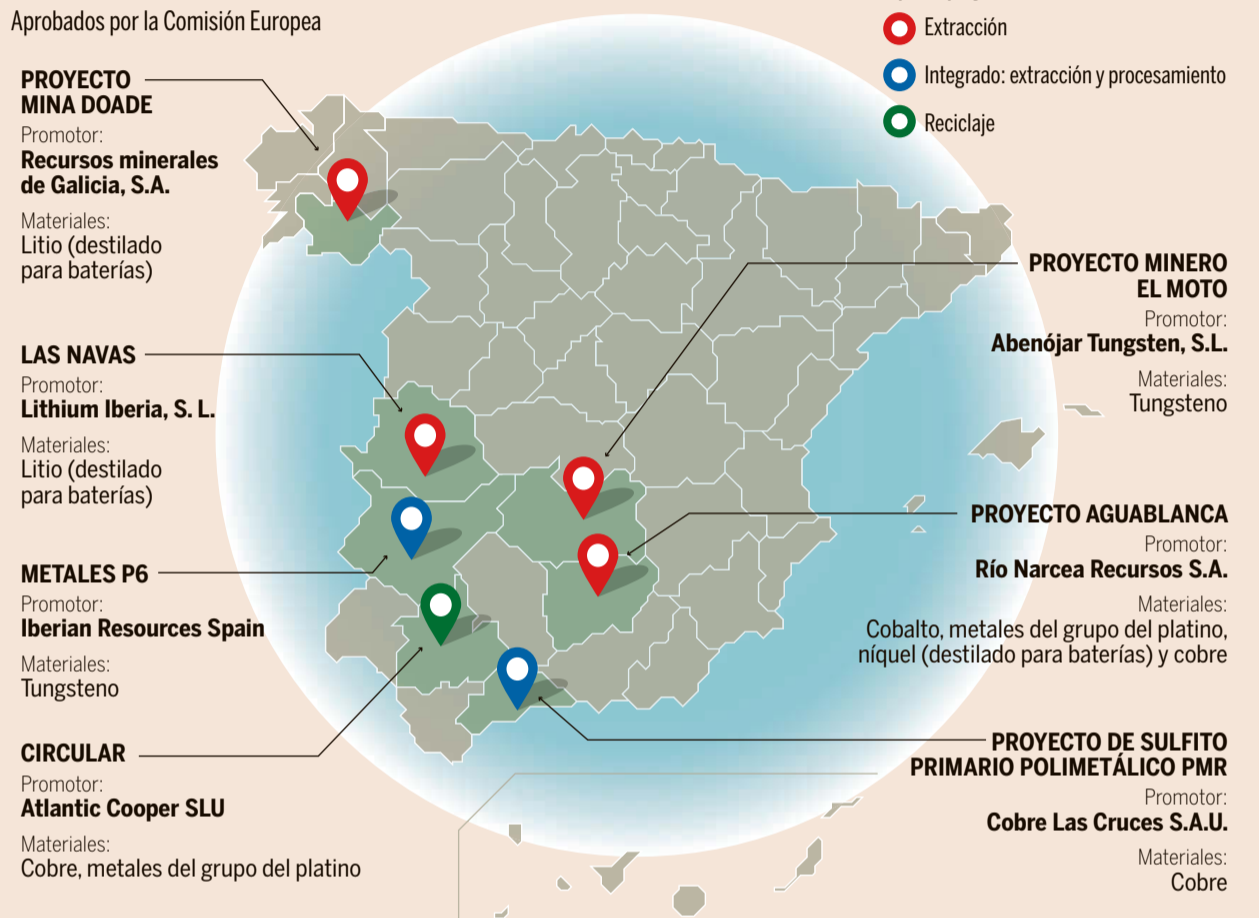 Aprobados por la Comisión Europea
Extracción
Integrado: extracción y procesamiento
Reciclaje
PROYECTO
MINA DOADE
Promotor:
Recursos minerales
de Galicia, S.A.
Materiales:
Litio (destilado
para baterías)
LAS NAVAS
Promotor:
Lithium Iberia, S. L.
Materiales:
Litio (destilado
para baterías)
METALES P6
Promotor:
Iberian Resources Spain
Materiales:
Tungsteno
CIRCULAR
Promotor:
Atlantic Cooper SLU
Materiales:
Cobre, metales del grupo del platino
PROYECTO MINERO
EL MOTO
Promotor:
Abenójar Tungsten, S.L.
Materiales:
Tungsteno
PROYECTO AGUABLANCA
Promotor:
Río Narcea Recursos S.A.
Materiales:
Cobalto, metales del grupo del platino,
níquel (destilado para baterías) y cobre
PROYECTO DE SULFITO
PRIMARIO POLIMETÁLICO PMR
Promotor:
Cobre Las Cruces S.A.U.
Materiales:
Cobre